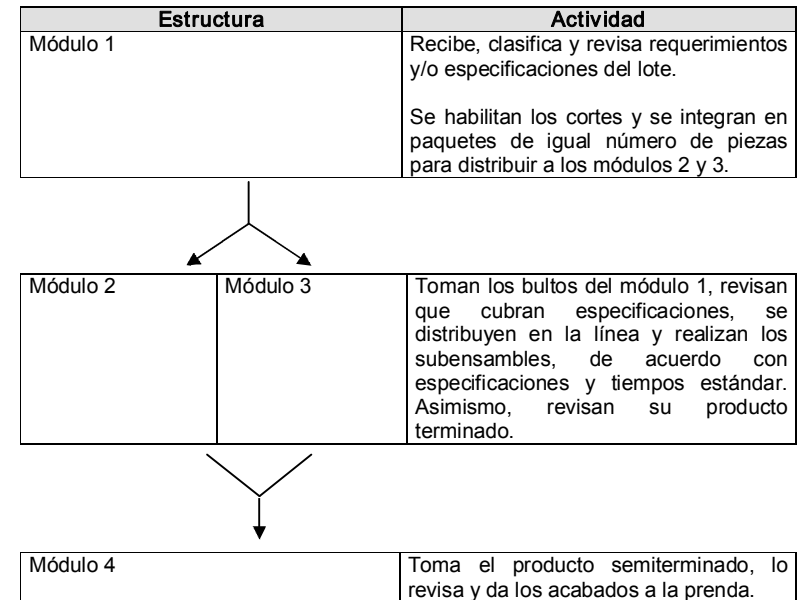 Estructura Actividad
Módulo 1
Recibe, clasifica y revisa requerimientos
y/o especificaciones del lote.
Se habilitan los cortes y se integran en
paquetes de igual número de piezas
para distribuir a los módulos 2 y 3.
Módulo 2
Módulo 3
Toman los bultos del módulo 1, revisan
que cubran especificaciones, se
distribuyen en la línea y realizan los
subensambles, de acuerdo con
especificaciones y tiempos estándar.
Asimismo, revisan su producto
terminado.
Módulo 4
Toma el producto semiterminado, lo
revisa y da los acabados a la prenda.